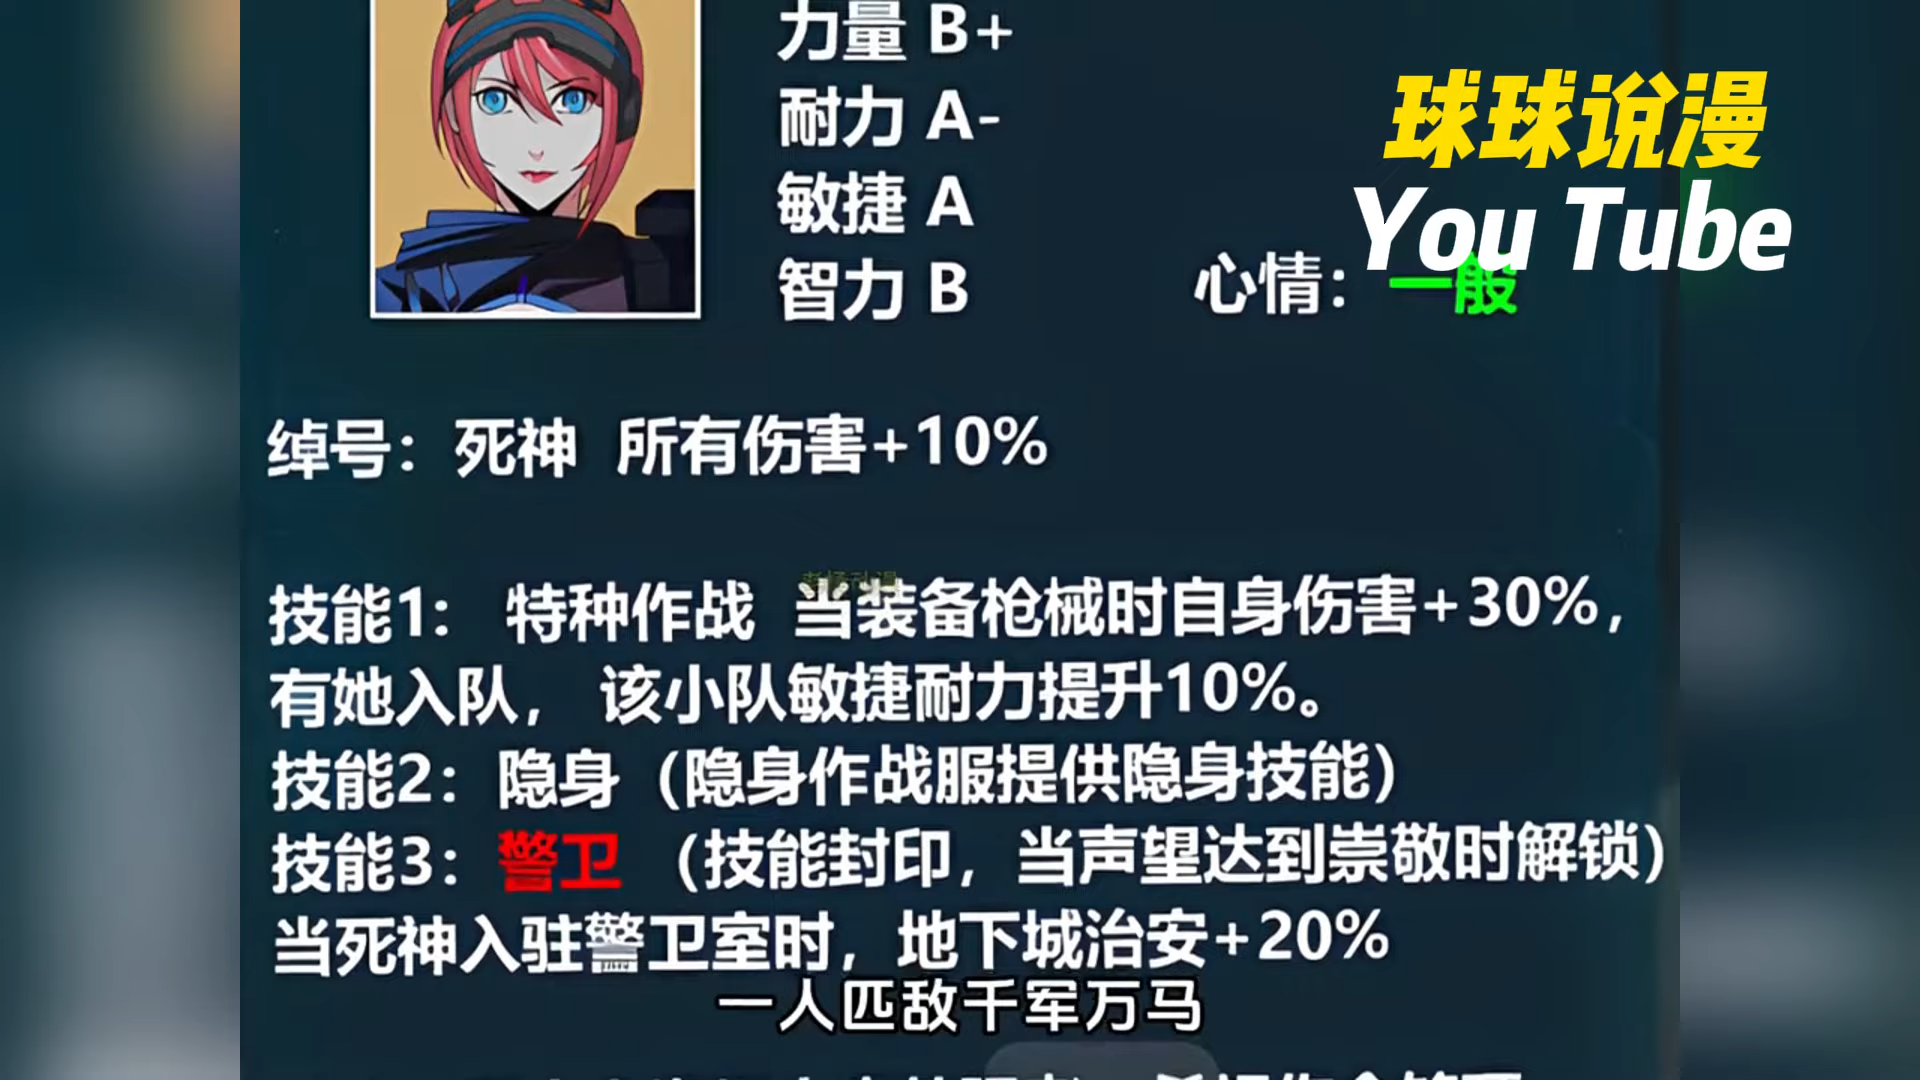 力量 B+
耐力 A-
敏捷 A
智力 B
心情：一般
球球说漫
YouTube
绰号：死神 所有伤害+10%
技能1： 特种作战 当装备枪械时自身伤害+30%，
有她入队， 该小队敏捷耐力提升10%。
技能2：隐身（隐身作战服提供隐身技能）
技能3：警卫 （技能封印，当声望达到崇敬时解锁）
当死神入驻警卫室时，地下城治安+20%
一人匹敌千军万马